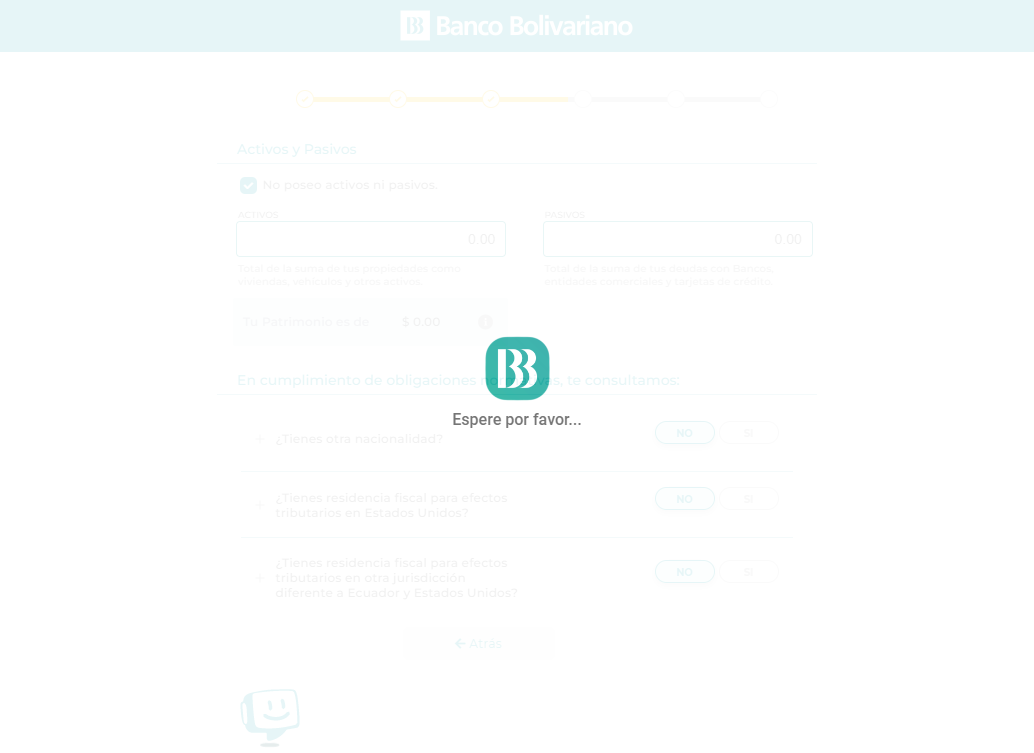 Banco Bolivariano
Activos y Pasivos
No poseo activos ni pasivos.
ACTIVOS
PASIVOS
0.00
0.00
Total de la suma de tus propiedades como
viviendas, vehículos y otros activos.
Total de la suma de tus deudas con Bancos,
entidades comerciales y tarjetas de crédito.
Tu Patrimonio es de
$ 0.00
En cumplimiento de obligaciones normativas, te consultamos:
Espere por favor...
¿Tienes otra nacionalidad?
NO
SI
¿Tienes residencia fiscal para efectos
tributarios en Estados Unidos?
NO
SI
¿Tienes residencia fiscal para efectos
tributarios en otra jurisdicción
diferente a Ecuador y Estados Unidos?
NO
SI
Atrás